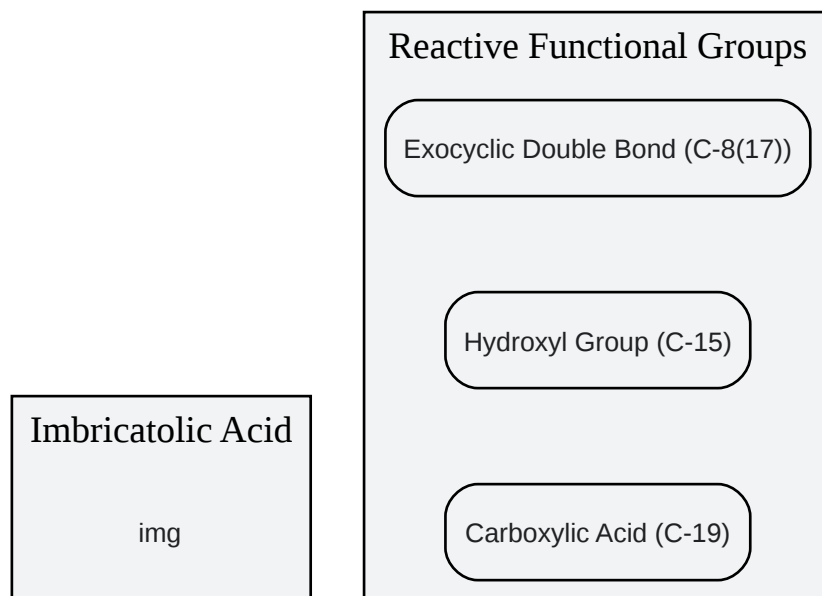 Reactive Functional Groups
Exocyclic Double Bond (C-8(17))
Hydroxyl Group (C-15)
Imbricatolic Acid
img
Carboxylic Acid (C-19)